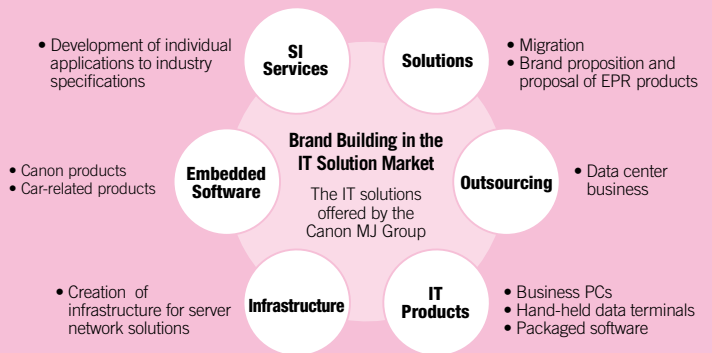 • Development of individual
applications to industry
specifications
SI
Services
Solutions
• Migration
• Brand proposition and
proposal of EPR products
• Canon products
• Car-related products
Embedded
Software
Brand Building in the
IT Solution Market
The IT solutions
offered by the
Canon MJ Group
Outsourcing
• Data center
business
• Creation of
infrastructure for server
network solutions
Infrastructure
IT
Products
• Business PCs
• Hand-held data terminals
• Packaged software